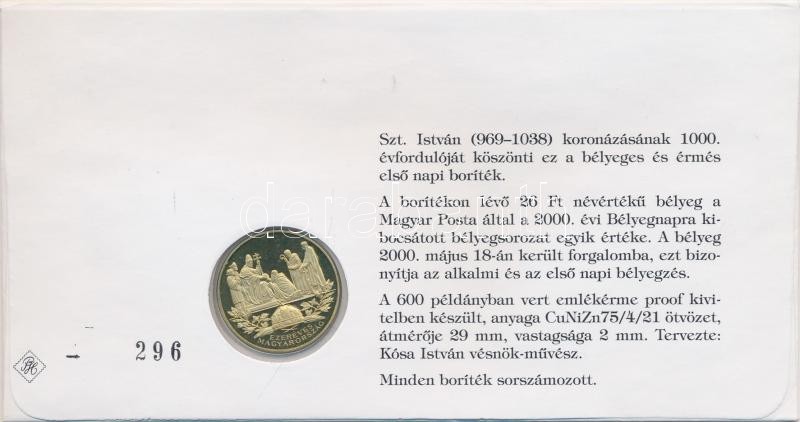 Szt. István (969–1038) koronázásának 1000.
évfordulóját köszönti ez a bélyeges és érmés
első napi boríték.
A borítékon lévő 26 Ft névértékű bélyeg a
Magyar Posta által a 2000. évi Bélyegnapra ki-
bocsátott bélyegsorozat egyik értéke. A bélyeg
2000. május 18-án került forgalomba, ezt bizo-
nyítja az alkalmi és az első napi bélyegzés.
A 600 példányban vert emlékérme proof kivi-
telben készült, anyaga CuNiZn75/4/21 ötvözet,
átmérője 29 mm, vastagsága 2 mm. Tervezte:
Kósa István vésnök-művész.
Minden boríték sorszámozott.
EZERÉVES
MAGYARORSZÁG
– 296